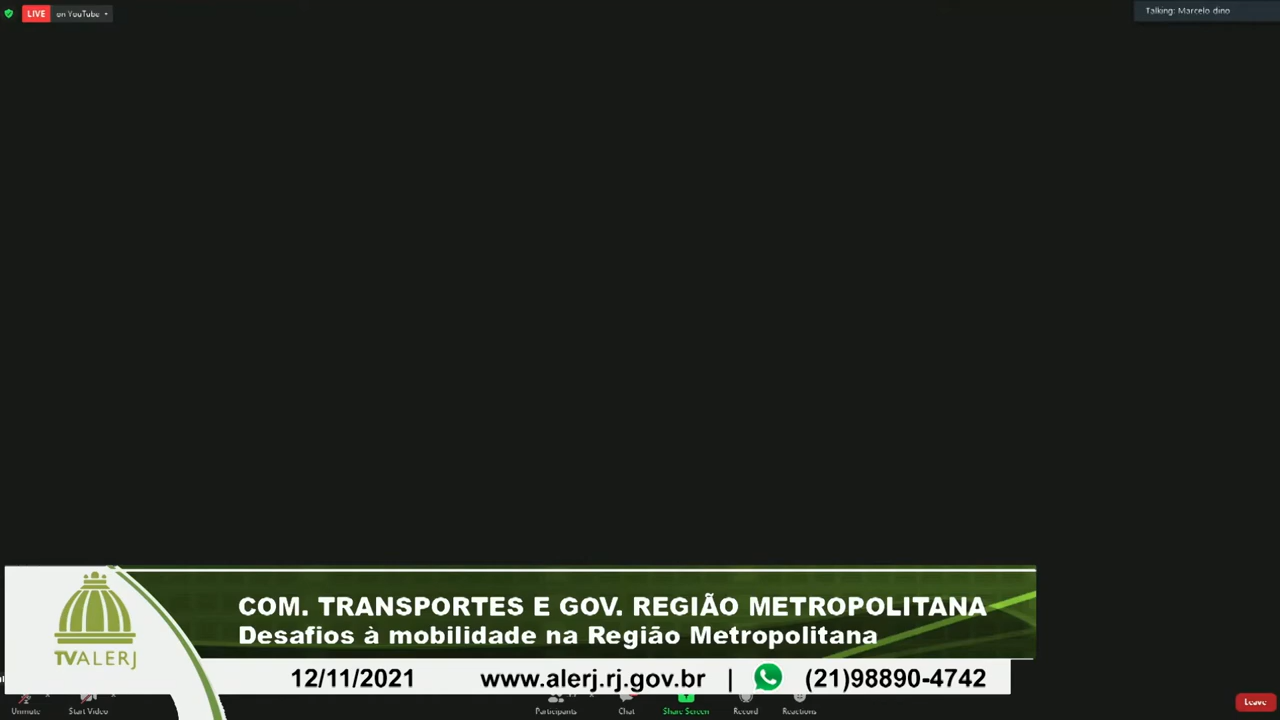 LIVE on YouTube
Talking: Marcelo dino
COM. TRANSPORTES E GOV. REGIÃO METROPOLITANA
Desafios à mobilidade na Região Metropolitana
TVALERJ
12/11/2021 www.alerj.rj.gov.br | (21)98890-4742
Unmute Start Video Participants Chat Share Screen Record Reactions Leave